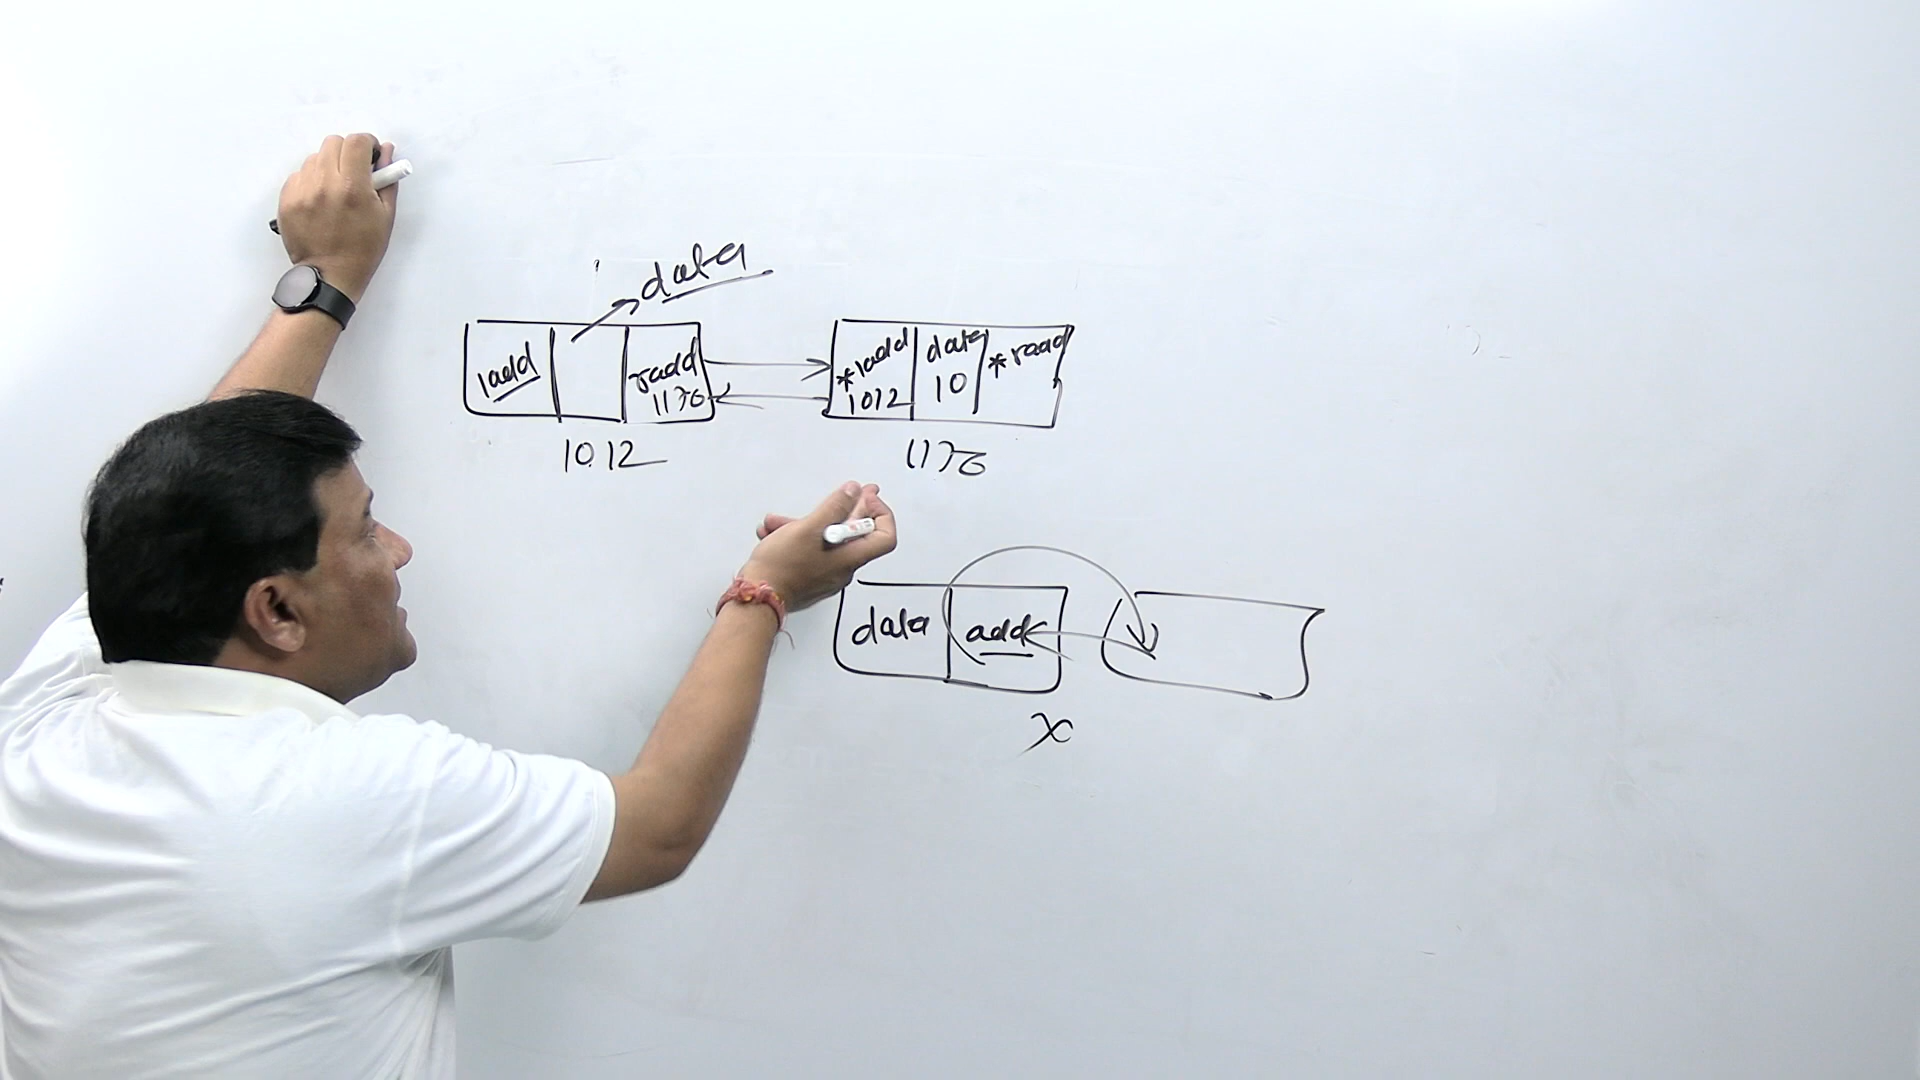 data
ladd radd *ladd data *radd
1176 1012 10
1012 1176
data add
x